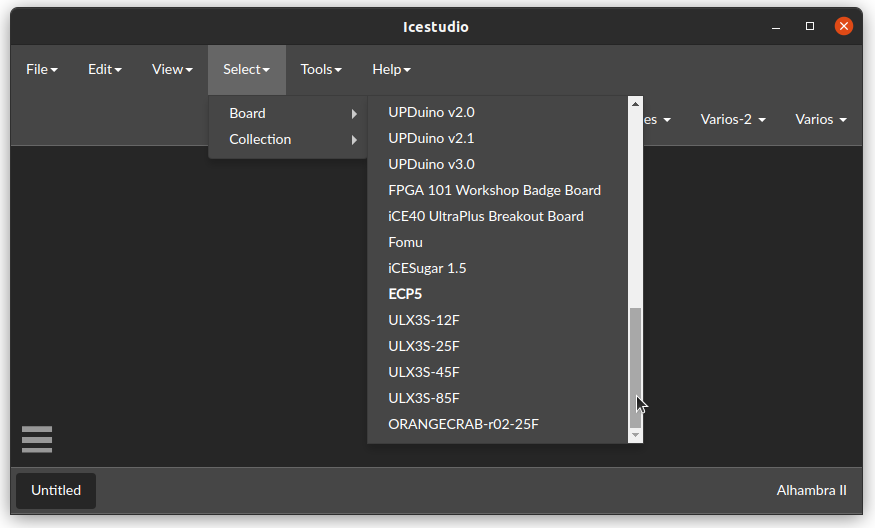 Icestudio
File Edit View Select Tools Help
es Varios-2 Varios
Board
Collection
UPDuino v2.0
UPDuino v2.1
UPDuino v3.0
FPGA 101 Workshop Badge Board
iCE40 UltraPlus Breakout Board
Fomu
iCESugar 1.5
ECP5
ULX3S-12F
ULX3S-25F
ULX3S-45F
ULX3S-85F
ORANGECRAB-r02-25F
Untitled
Alhambra II